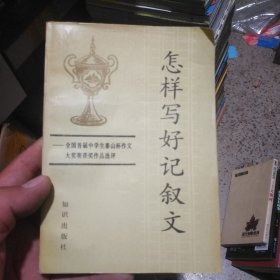 怎样写好记叙文
——全国首届中学生泰山杯作文
大奖赛获奖作品选评
知识出版社